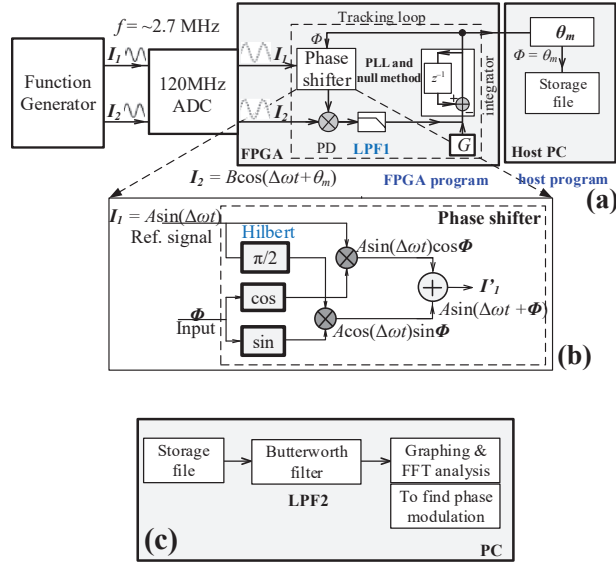 f = ~2.7 MHz
Function
Generator
I1
I2
120MHz
ADC
I1
I2
Tracking loop
Φ
Phase
shifter
PLL and
null method
z⁻¹
+
−
integrator
PD
LPF1
G
FPGA
FPGA program
θm
Φ = θm
Storage
file
Host PC
host program
(a)
I2 = Bcos(Δωt+θm)
I1 = Asin(Δωt)
Ref. signal
Hilbert
π/2
Phase shifter
Asin(Δωt)cosΦ
cos
Φ
Input
sin
+
I'1
Asin(Δωt +Φ)
Acos(Δωt)sinΦ
(b)
Storage
file
Butterworth
filter
LPF2
Graphing &
FFT analysis
To find phase
modulation
(c)
PC